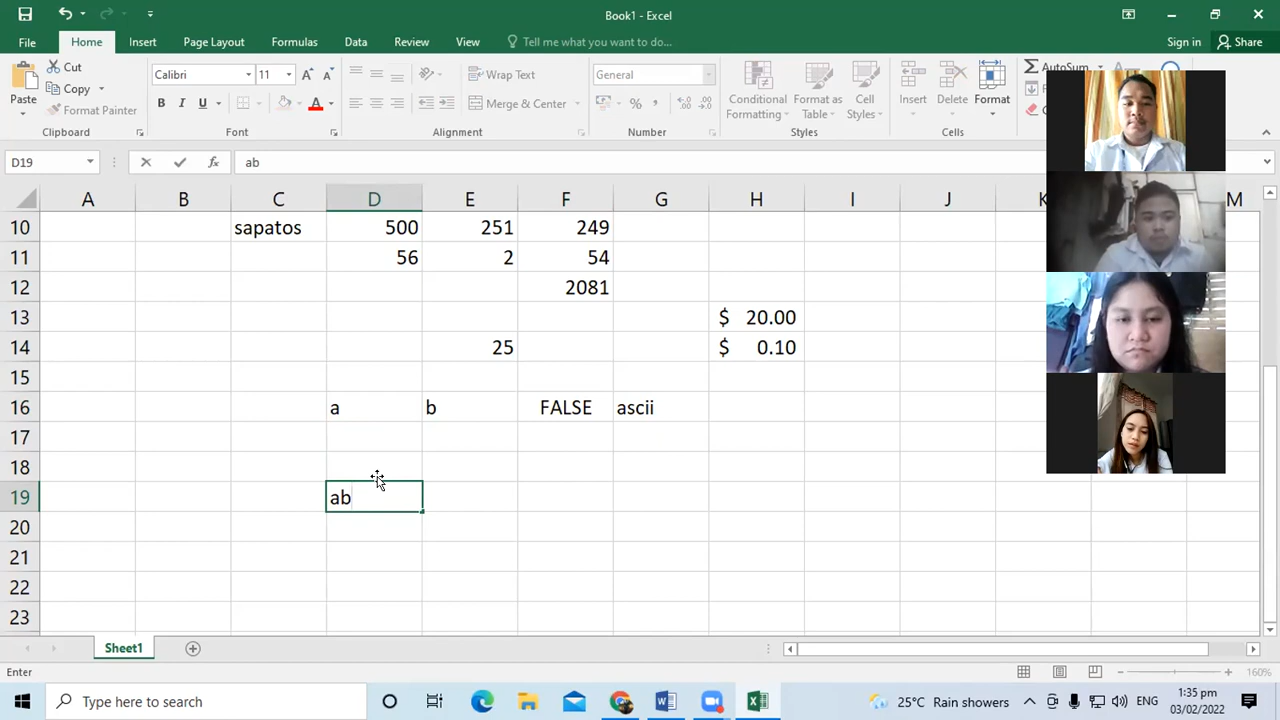 Book1 - Excel
File Home Insert Page Layout Formulas Data Review View Tell me what you want to do... Sign in Share
Paste Cut Copy Format Painter Clipboard
Calibri 11 B I U A Font
Wrap Text Merge & Center Alignment
General % Number
Conditional Formatting Format as Table Cell Styles Styles
Insert Delete Format Cells
AutoSum
D19 fx ab
A B C D E F G H I J K M
10 sapatos 500 251 249
11 56 2 54
12 2081
13 $ 20.00
14 25 $ 0.10
15
16 a b FALSE ascii
17
18
19 ab
20
21
22
23
Sheet1
Enter 160%
Type here to search 25°C Rain showers ENG 1:35 pm
03/02/2022